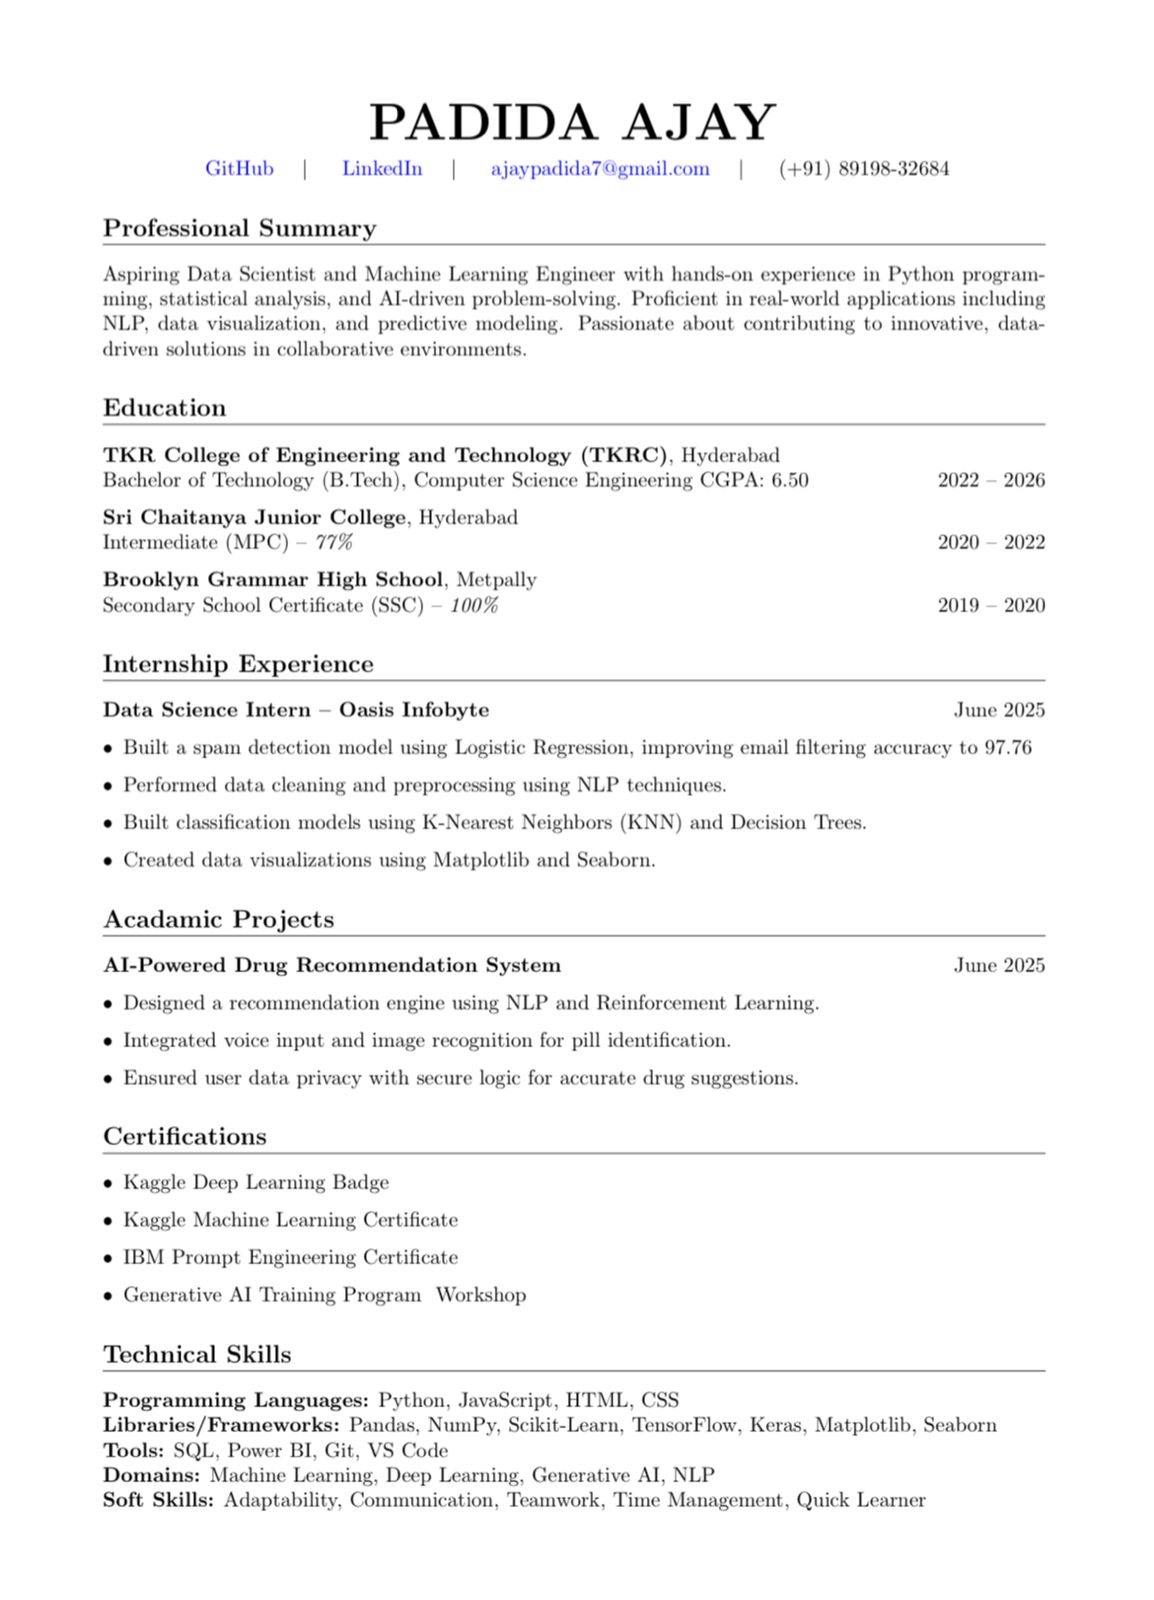 PADIDA AJAY
GitHub | LinkedIn | ajaypadida7@gmail.com | (+91) 89198-32684
Professional Summary
Aspiring Data Scientist and Machine Learning Engineer with hands-on experience in Python program-
ming, statistical analysis, and AI-driven problem-solving. Proficient in real-world applications including
NLP, data visualization, and predictive modeling. Passionate about contributing to innovative, data-
driven solutions in collaborative environments.
Education
TKR College of Engineering and Technology (TKRC), Hyderabad
Bachelor of Technology (B.Tech), Computer Science Engineering CGPA: 6.50 2022 – 2026
Sri Chaitanya Junior College, Hyderabad
Intermediate (MPC) – 77% 2020 – 2022
Brooklyn Grammar High School, Metpally
Secondary School Certificate (SSC) – 100% 2019 – 2020
Internship Experience
Data Science Intern – Oasis Infobyte June 2025
• Built a spam detection model using Logistic Regression, improving email filtering accuracy to 97.76
• Performed data cleaning and preprocessing using NLP techniques.
• Built classification models using K-Nearest Neighbors (KNN) and Decision Trees.
• Created data visualizations using Matplotlib and Seaborn.
Acadamic Projects
AI-Powered Drug Recommendation System June 2025
• Designed a recommendation engine using NLP and Reinforcement Learning.
• Integrated voice input and image recognition for pill identification.
• Ensured user data privacy with secure logic for accurate drug suggestions.
Certifications
• Kaggle Deep Learning Badge
• Kaggle Machine Learning Certificate
• IBM Prompt Engineering Certificate
• Generative AI Training Program Workshop
Technical Skills
Programming Languages: Python, JavaScript, HTML, CSS
Libraries/Frameworks: Pandas, NumPy, Scikit-Learn, TensorFlow, Keras, Matplotlib, Seaborn
Tools: SQL, Power BI, Git, VS Code
Domains: Machine Learning, Deep Learning, Generative AI, NLP
Soft Skills: Adaptability, Communication, Teamwork, Time Management, Quick Learner